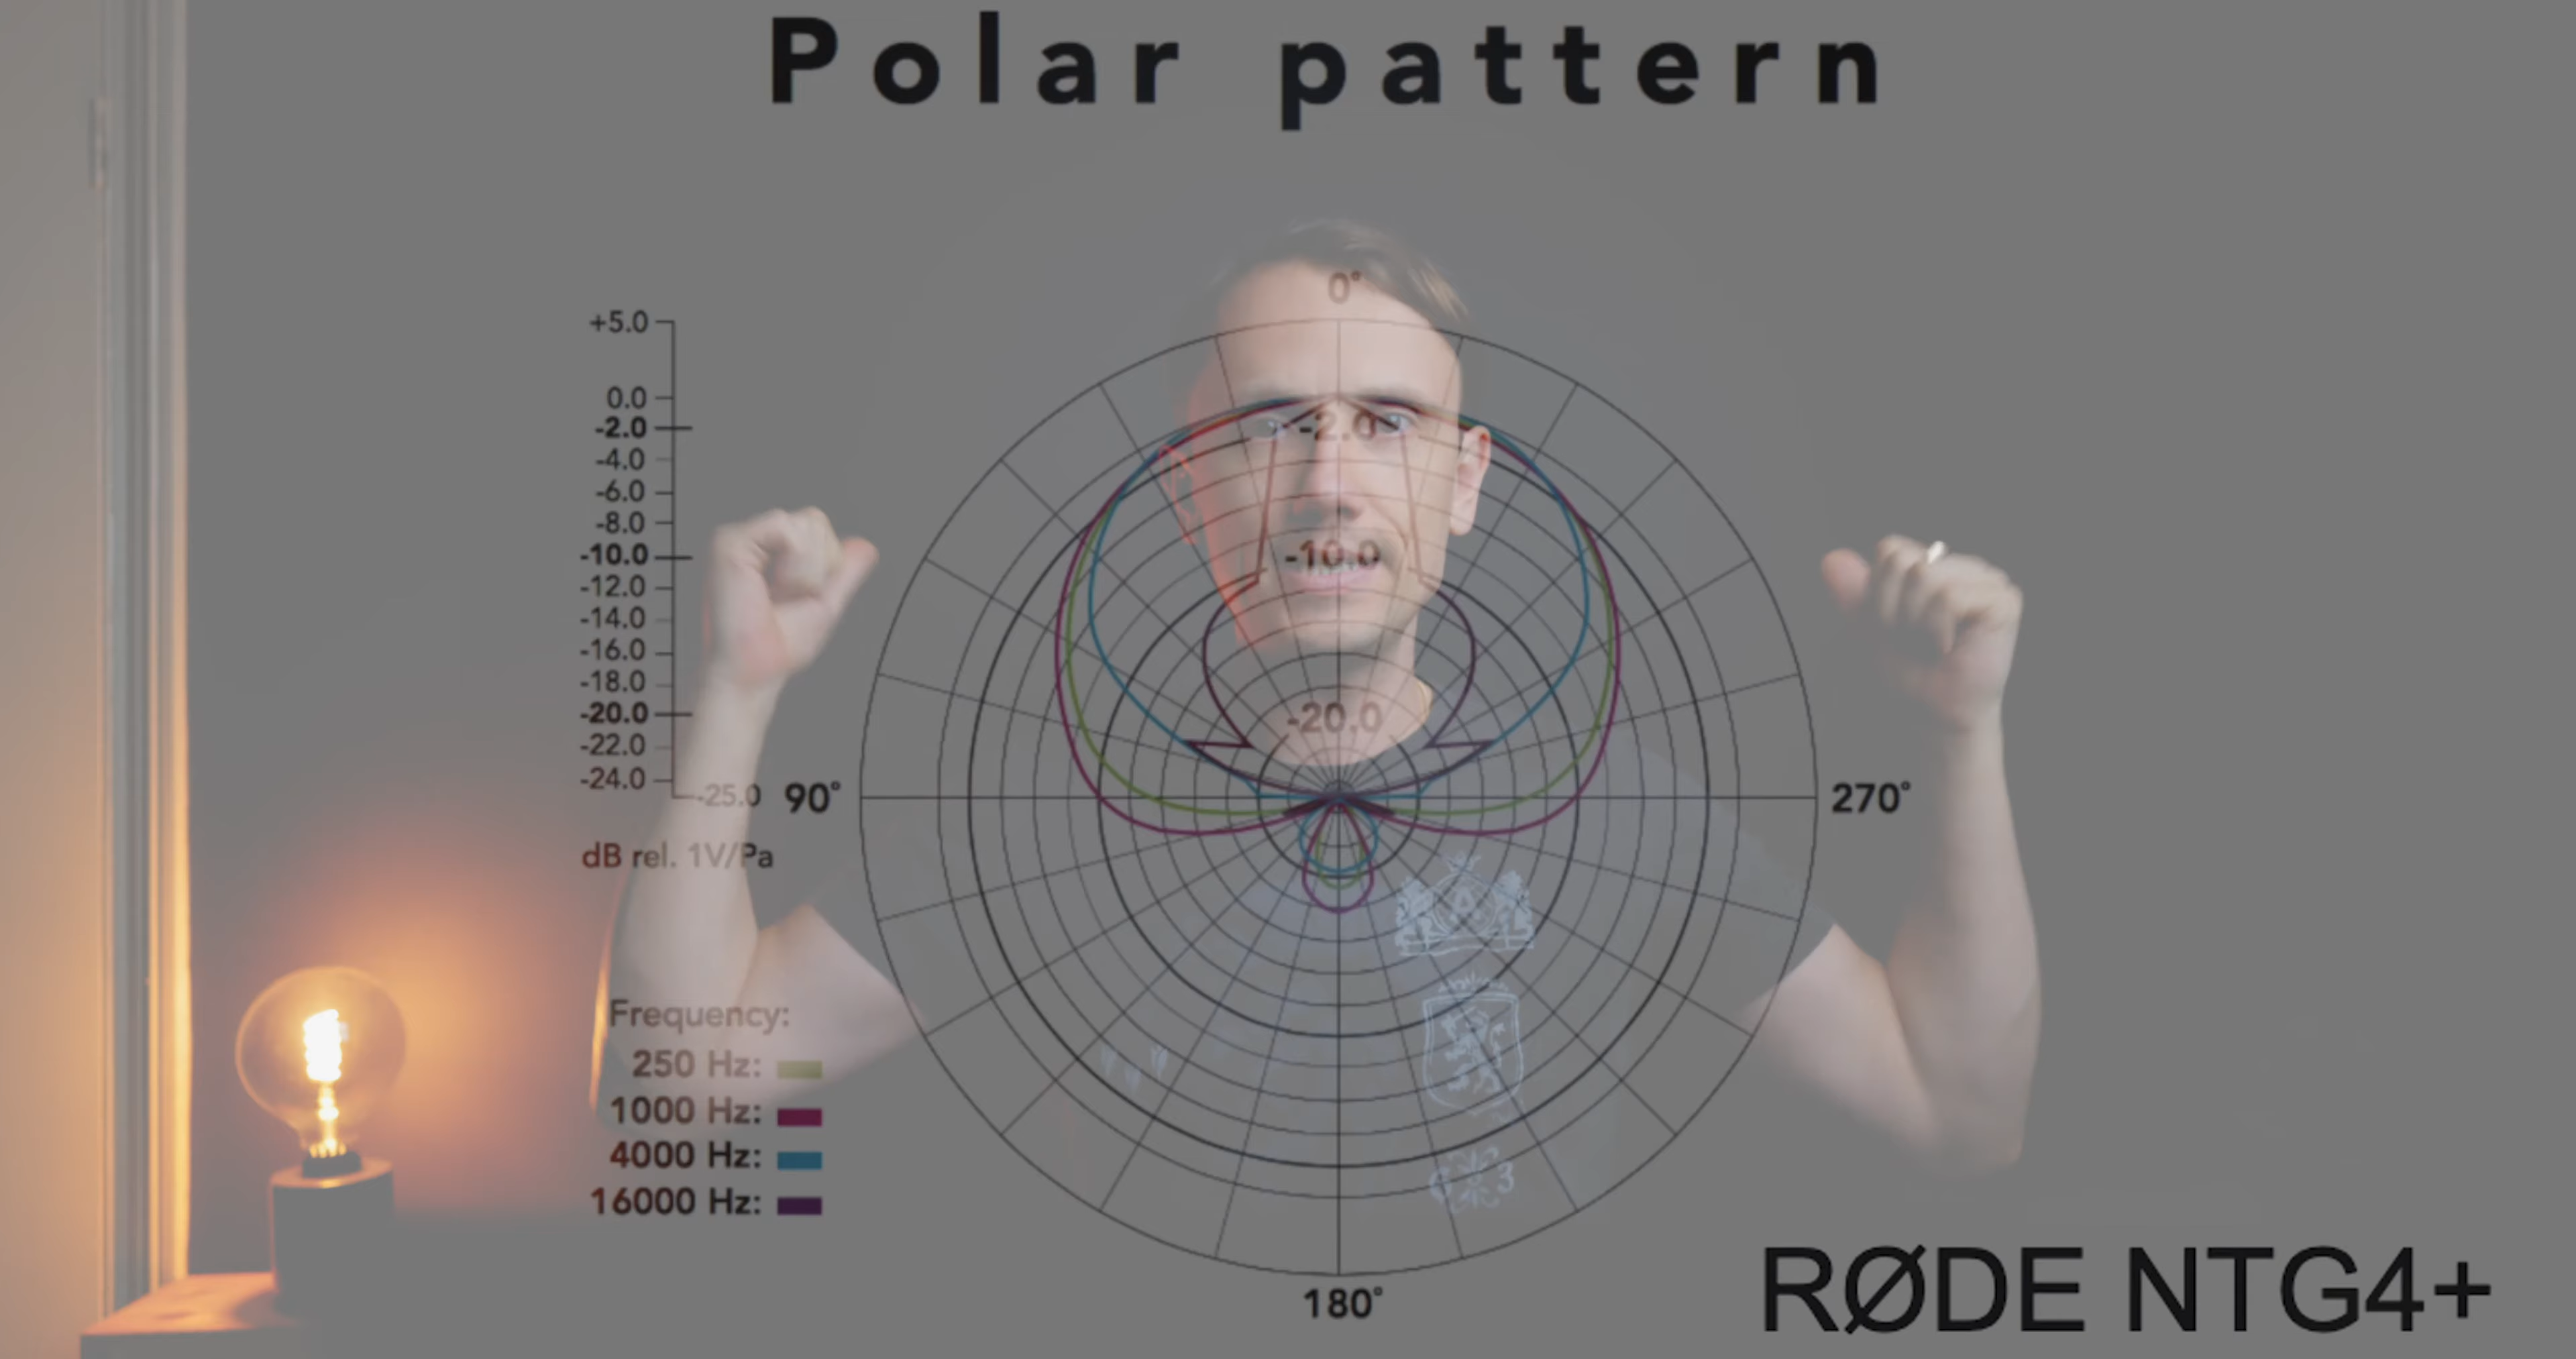 Polar pattern
0°
+5.0
0.0
-2.0
-4.0
-6.0
-8.0
-10.0
-12.0
-14.0
-16.0
-18.0
-20.0
-22.0
-24.0
-25.0
dB rel. 1V/Pa
-2.0
-10.0
-20.0
90°
270°
180°
Frequency:
250 Hz:
1000 Hz:
4000 Hz:
16000 Hz:
RØDE NTG4+